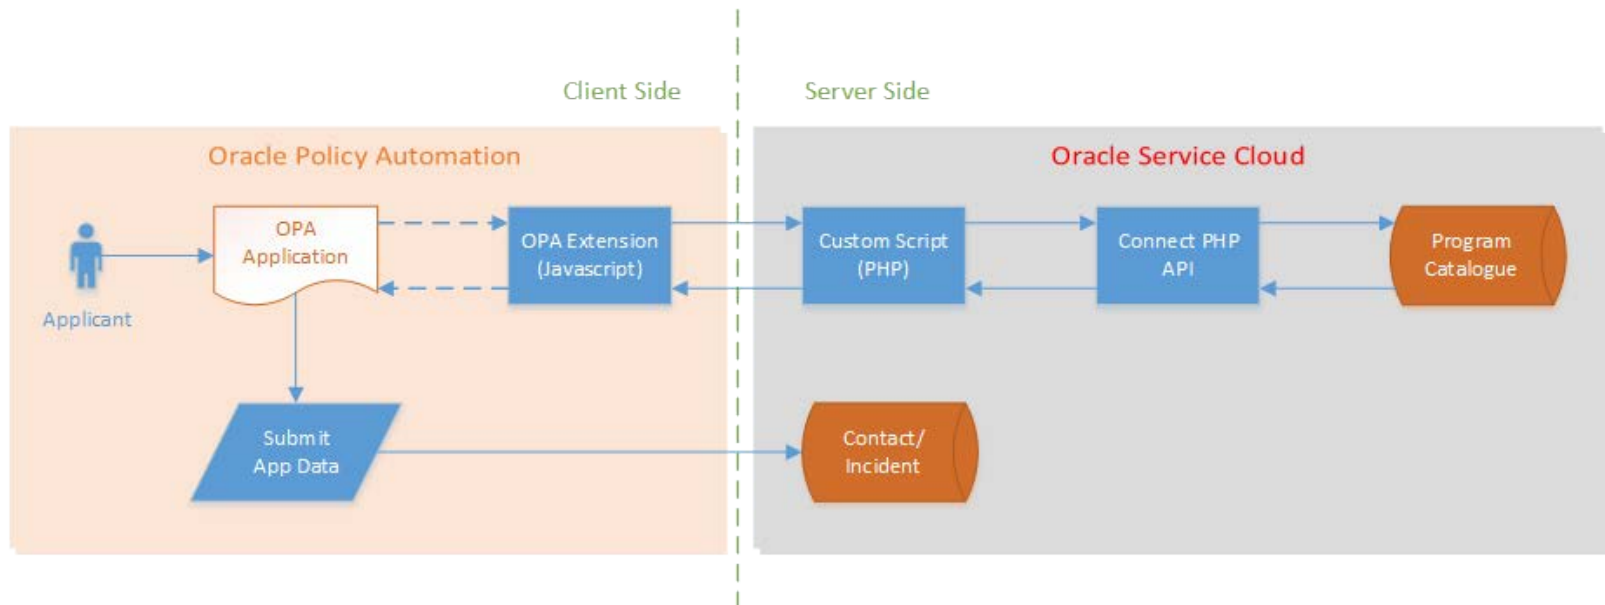 Client Side
Server Side
Oracle Policy Automation
Oracle Service Cloud
Applicant
OPA
Application
OPA Extension
(Javascript)
Custom Script
(PHP)
Connect PHP
API
Program
Catalogue
Submit
App Data
Contact/
Incident